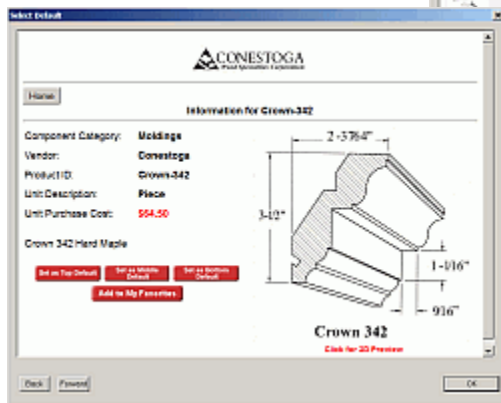 Select Default
CONESTOGA
Wood Specialties Corporation
Home
Information for Crown-342
Component Category: Moldings
Vendor: Conestoga
Product ID: Crown-342
Unit Description: Piece
Unit Purchase Cost: $64.50
Crown 342 Hard Maple
Set as Top Default
Set as Middle Default
Set as Bottom Default
Add to My Favorites
2-37/64"
3-1/2"
1-1/16"
9/16"
Crown 342
Click for 3D Preview
Back
Forward
OK